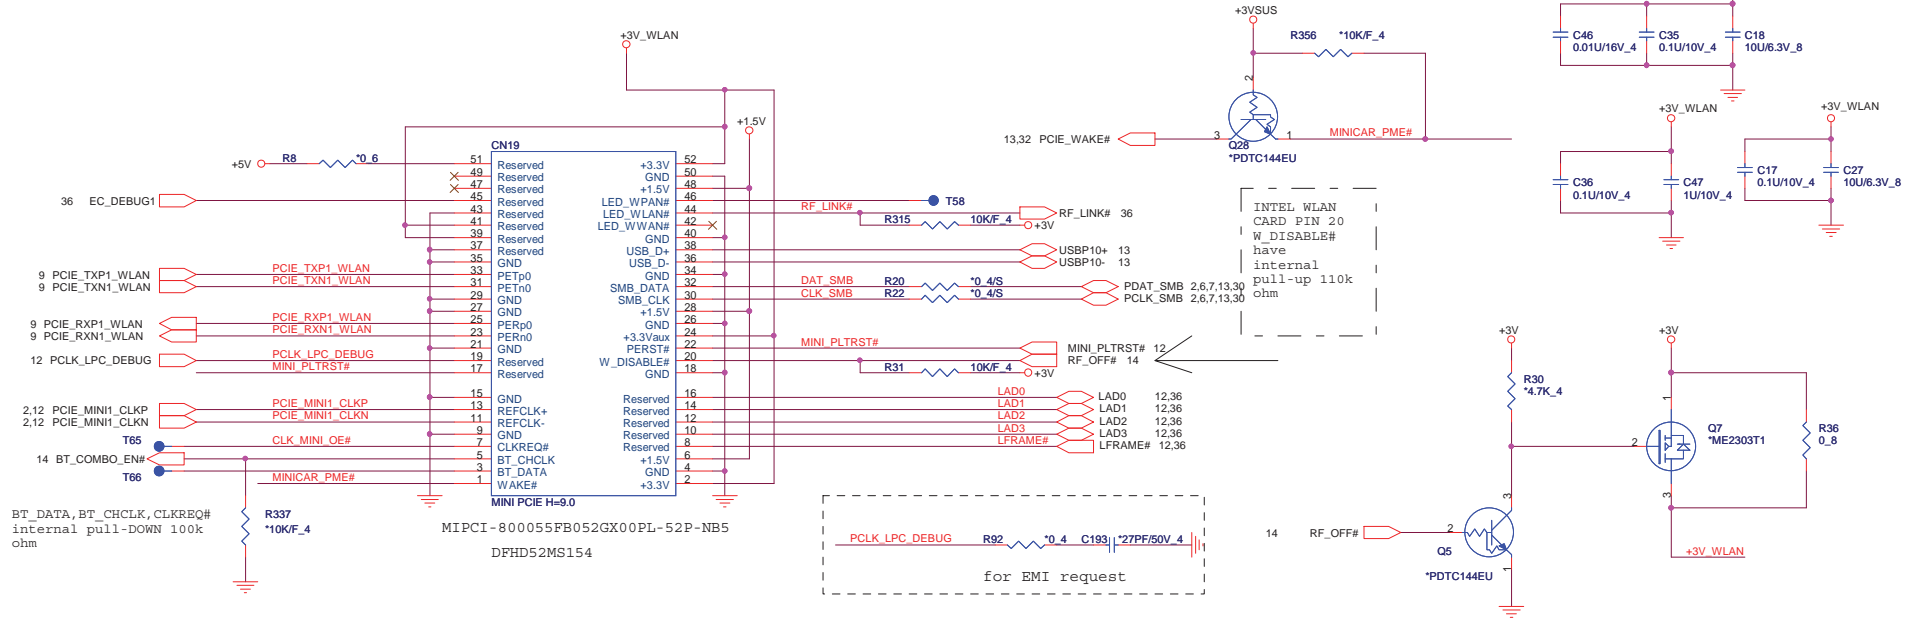 +3V_WLAN
+3VSUS
R356 *10K/F_4
2
3
1
13,32 PCIE_WAKE#
MINICAR_PME#
Q28
*PDTC144EU
C46
0.01U/16V_4
C35
0.1U/10V_4
C18
10U/6.3V_8
+3V_WLAN
+3V_WLAN
C36
0.1U/10V_4
C47
1U/10V_4
C17
0.1U/10V_4
C27
10U/6.3V_8
+1.5V
CN19
+5V R8 *0_6
51 Reserved +3.3V 52
49 Reserved GND 50
47 Reserved +1.5V 48
36 EC_DEBUG1 45 Reserved LED_WPAN# 46 T58
43 Reserved LED_WLAN# 44 RF_LINK# RF_LINK# 36
41 Reserved LED_WWAN# 42 R315 10K/F_4 +3V
39 Reserved GND 40
37 Reserved USB_D+ 38 USBP10+ 13
35 GND USB_D- 36 USBP10- 13
9 PCIE_TXP1_WLAN PCIE_TXP1_WLAN 33 PETp0 GND 34
9 PCIE_TXN1_WLAN PCIE_TXN1_WLAN 31 PETn0 SMB_DATA 32 DAT_SMB R20 *0_4/S PDAT_SMB 2,6,7,13,30
29 GND SMB_CLK 30 CLK_SMB R22 *0_4/S PCLK_SMB 2,6,7,13,30
27 GND +1.5V 28
9 PCIE_RXP1_WLAN PCIE_RXP1_WLAN 25 PERp0 GND 26
9 PCIE_RXN1_WLAN PCIE_RXN1_WLAN 23 PERn0 +3.3Vaux 24
21 GND PERST# 22 MINI_PLTRST# MINI_PLTRST# 12
12 PCLK_LPC_DEBUG PCLK_LPC_DEBUG 19 Reserved W_DISABLE# 20 RF_OFF# 14
MINI_PLTRST# 17 Reserved GND 18 R31 10K/F_4 +3V
15 GND Reserved 16 LAD0 LAD0 12,36
2,12 PCIE_MINI1_CLKP PCIE_MINI1_CLKP 13 REFCLK+ Reserved 14 LAD1 LAD1 12,36
2,12 PCIE_MINI1_CLKN PCIE_MINI1_CLKN 11 REFCLK- Reserved 12 LAD2 LAD2 12,36
9 GND Reserved 10 LAD3 LAD3 12,36
T65 CLK_MINI_OE# 7 CLKREQ# Reserved 8 LFRAME# LFRAME# 12,36
14 BT_COMBO_EN# 5 BT_CHCLK +1.5V 6
T66 3 BT_DATA GND 4
MINICAR_PME# 1 WAKE# +3.3V 2
MINI PCIE H=9.0
MIPCI-800055FB052GX00PL-52P-NB5
DFHD52MS154
INTEL WLAN
CARD PIN 20
W_DISABLE#
have
internal
pull-up 110k
ohm
BT_DATA,BT_CHCLK,CLKREQ#
internal pull-DOWN 100k
ohm
R337
*10K/F_4
PCLK_LPC_DEBUG R92 *0_4 C193 *27PF/50V_4
for EMI request
+3V
+3V
R30
*4.7K_4
1
Q7
2 *ME2303T1
3
R36
0_8
3
14 RF_OFF# 2
Q5
1
*PDTC144EU
+3V_WLAN